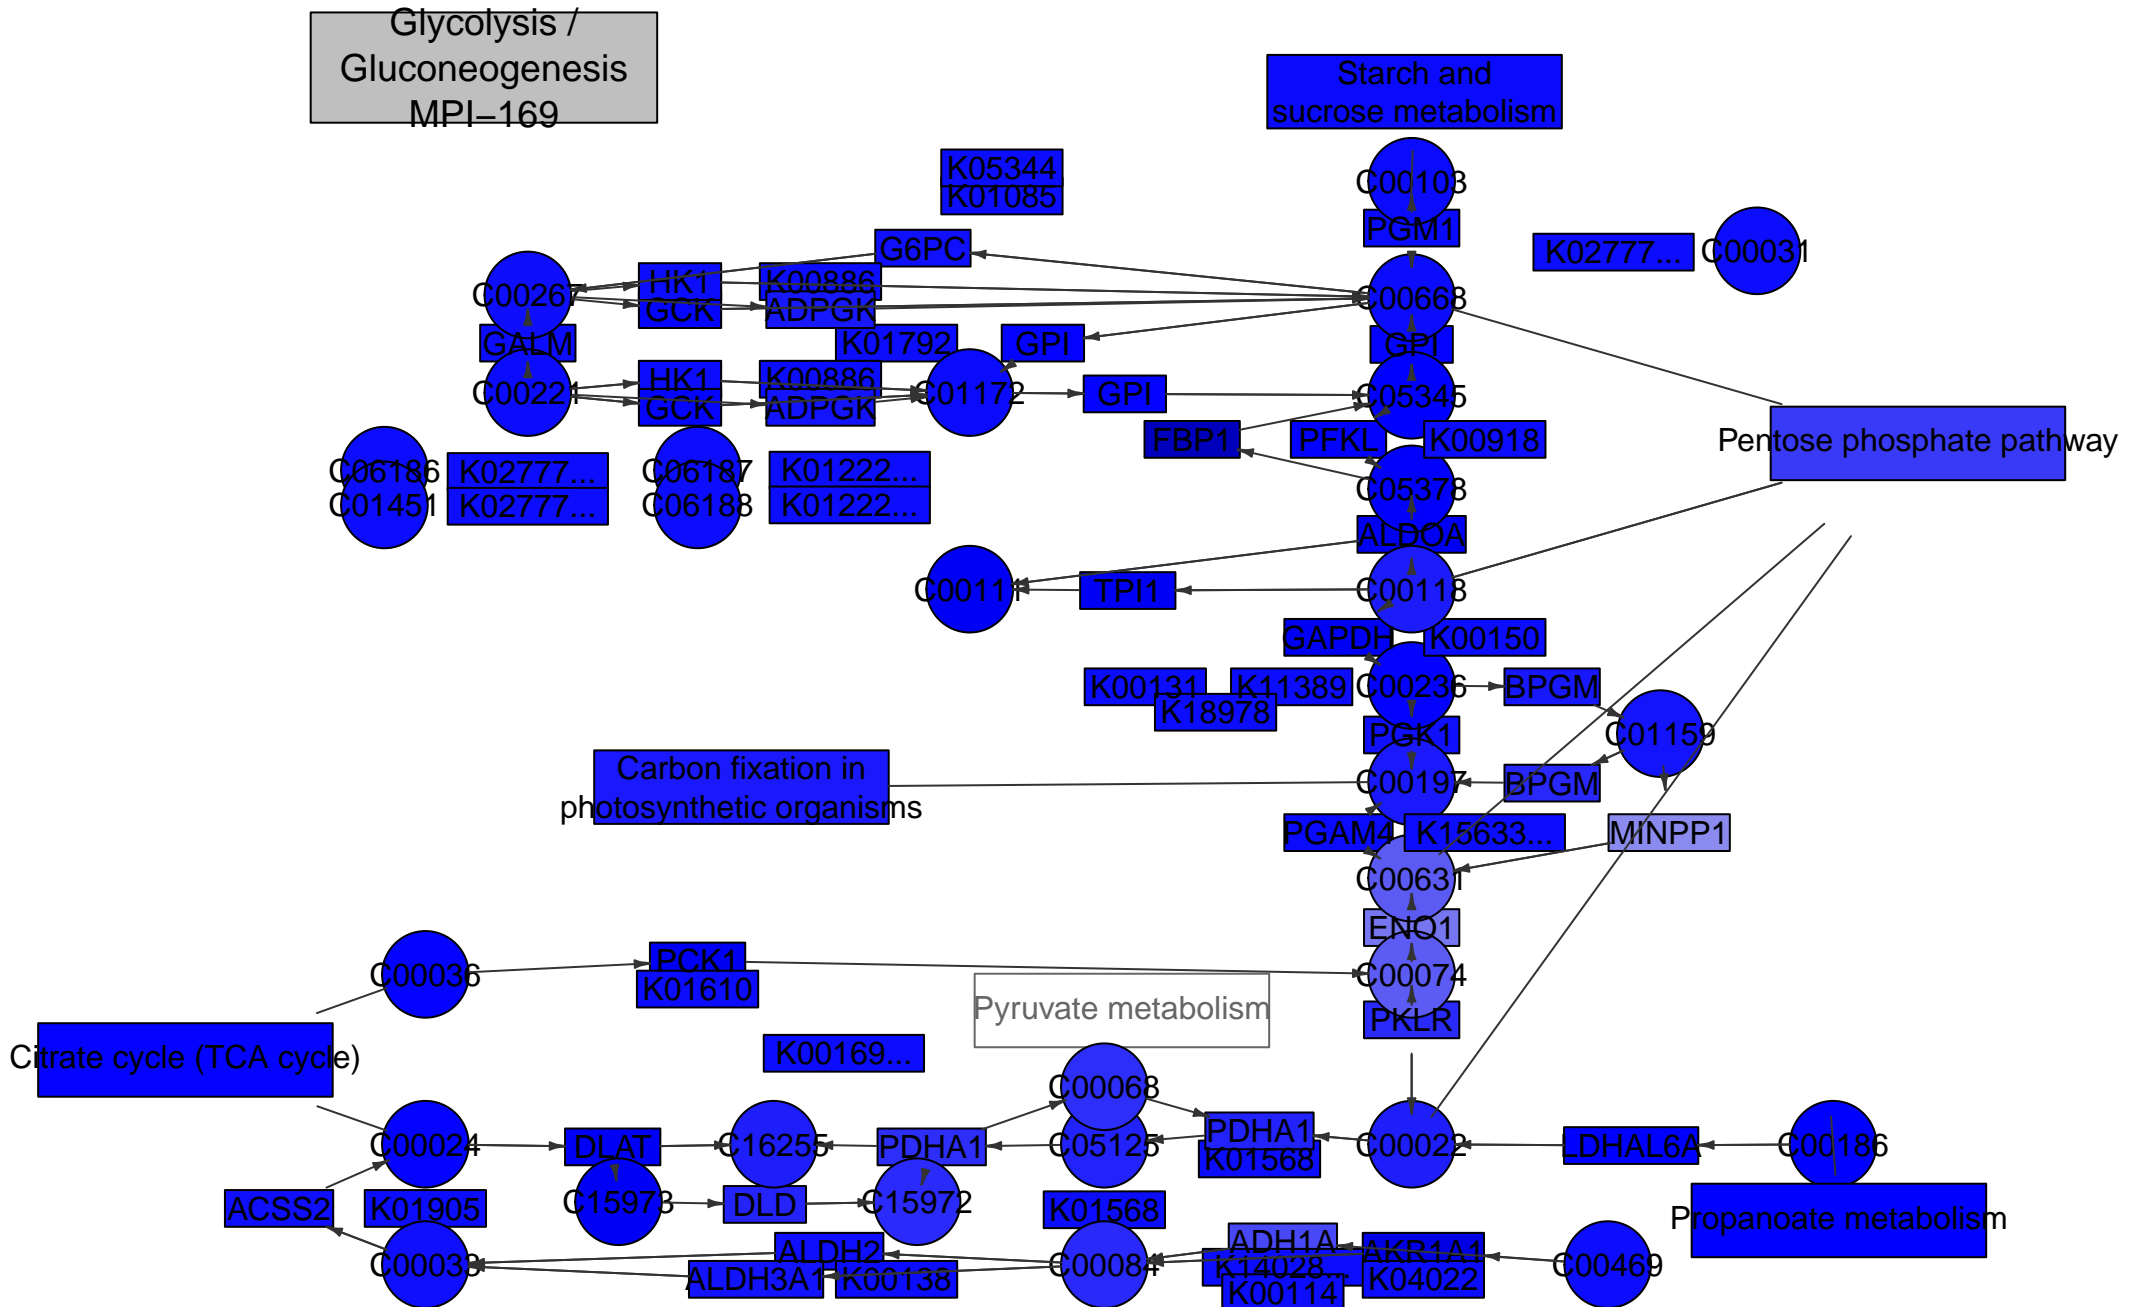 Glycolysis /
Gluconeogenesis
MPI–169
Starch and
sucrose metabolism
K05344
K01085
C00103
PGM1
G6PC
K02777...
C00031
C00267
HK1
K00886
GCK
ADPGK
C00668
GALM
K01792
GPI
GPI
C00221
HK1
K00886
GCK
ADPGK
C01172
GPI
C05345
FBP1
PFKL
K00918
Pentose phosphate pathway
C06186
K02777...
C06187
K01222...
C05378
C01451
K02777...
C06188
K01222...
ALDOA
C00111
TPI1
C00118
GAPDH
K00150
K00131
K11389
K18978
C00236
BPGM
PGK1
C01159
Carbon fixation in
photosynthetic organisms
C00197
BPGM
PGAM4
K15633...
MINPP1
C00631
ENO1
C00036
PCK1
K01610
C00074
Pyruvate metabolism
PKLR
Citrate cycle (TCA cycle)
K00169...
C00068
C00024
DLAT
C16255
PDHA1
C05125
PDHA1
K01568
C00022
LDHAL6A
C00186
ACSS2
K01905
C15973
DLD
C15972
K01568
Propanoate metabolism
C00033
ALDH2
ALDH3A1
K00138
C00084
ADH1A
AKR1A1
K14028...
K04022
K00114
C00469